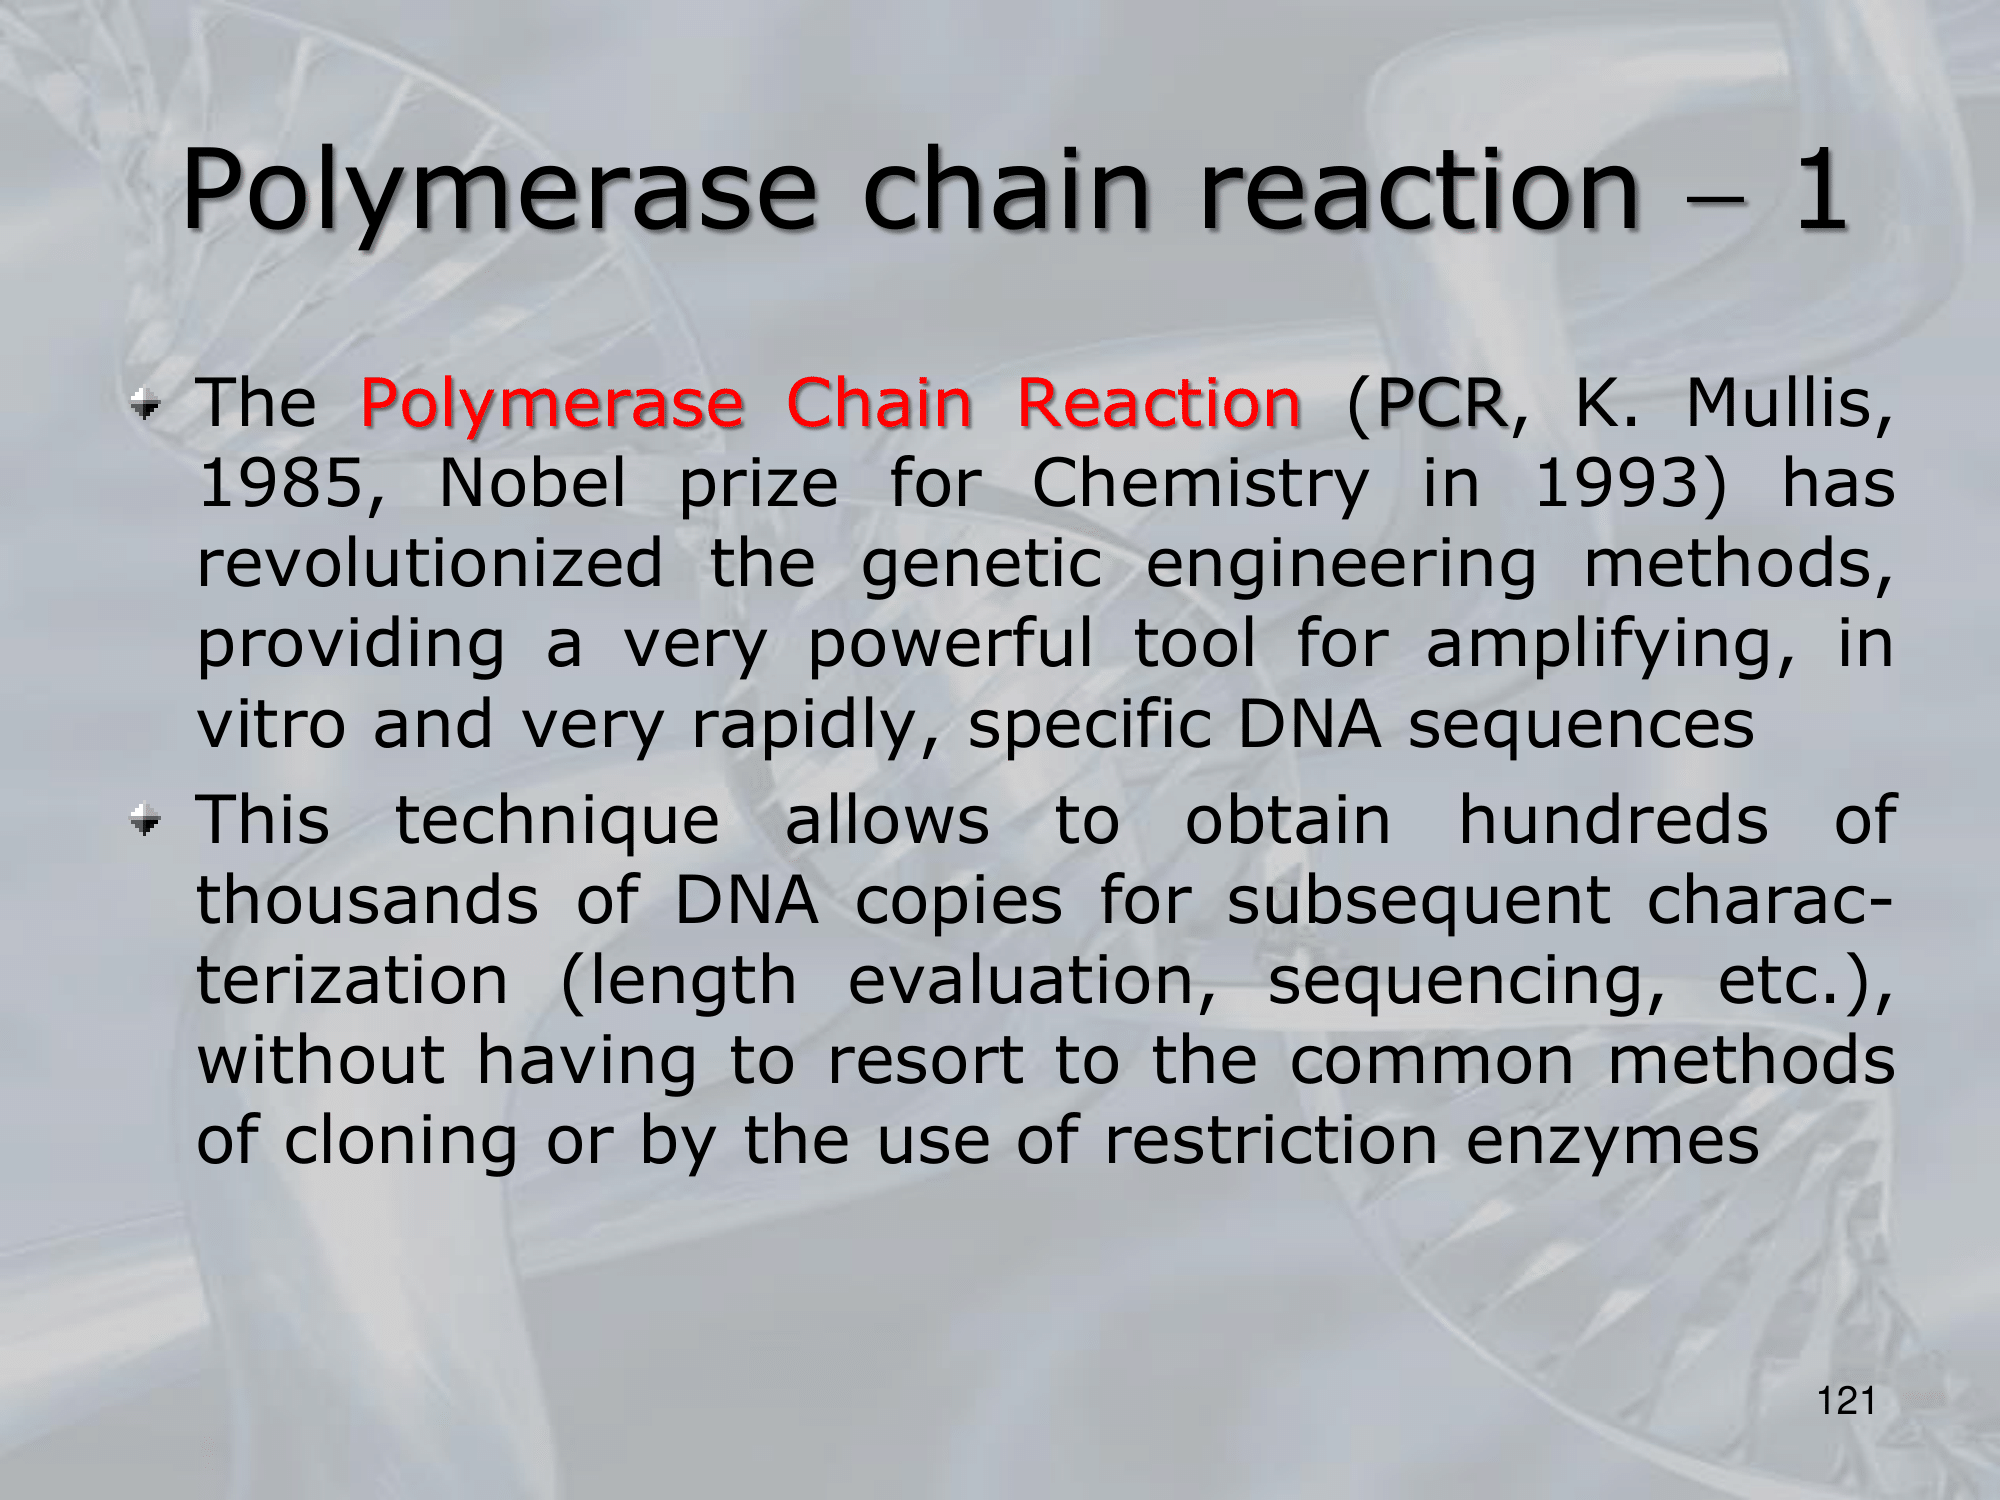 Polymerase chain reaction – 1
The Polymerase Chain Reaction (PCR, K. Mullis,
1985, Nobel prize for Chemistry in 1993) has
revolutionized the genetic engineering methods,
providing a very powerful tool for amplifying, in
vitro and very rapidly, specific DNA sequences
This technique allows to obtain hundreds of
thousands of DNA copies for subsequent charac-
terization (length evaluation, sequencing, etc.),
without having to resort to the common methods
of cloning or by the use of restriction enzymes
121